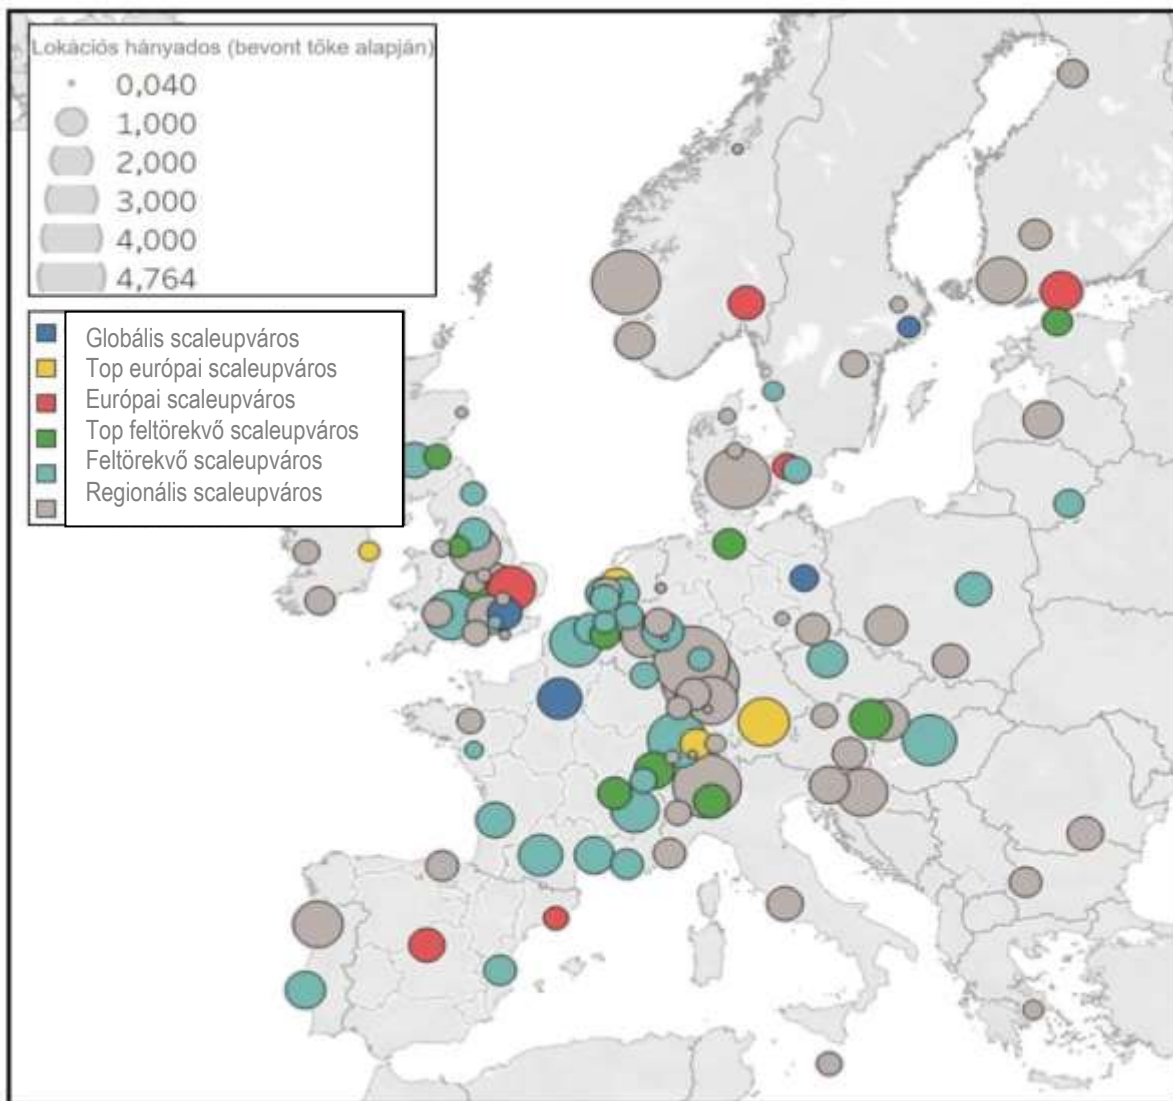 Lokációs hányados (bevont tőke alapján)
0,040
1,000
2,000
3,000
4,000
4,764
Globális scaleupváros
Top európai scaleupváros
Európai scaleupváros
Top feltörekvő scaleupváros
Feltörekvő scaleupváros
Regionális scaleupváros